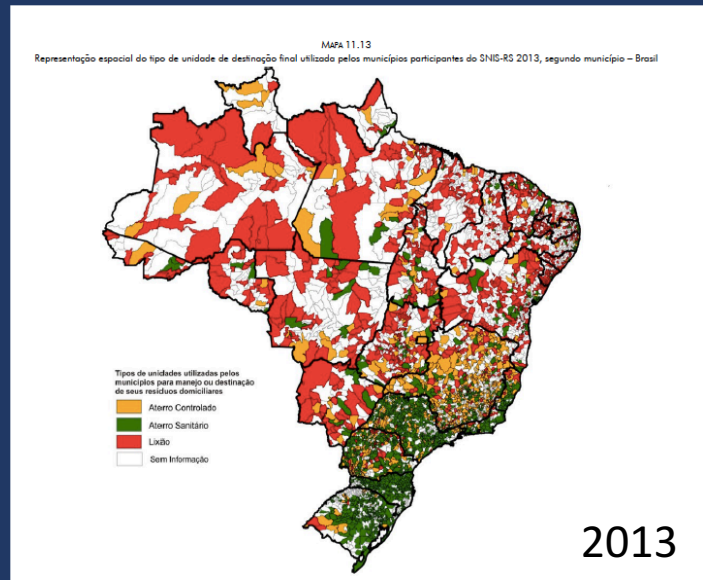 MAPA 11.13
Representação espacial do tipo de unidade de destinação final utilizada pelos municípios participantes do SNIS-RS 2013, segundo município – Brasil
Tipos de unidades utilizadas pelos
municípios para manejo ou destinação
de seus resíduos domiciliares
Aterro Controlado
Aterro Sanitário
Lixão
Sem Informação
2013